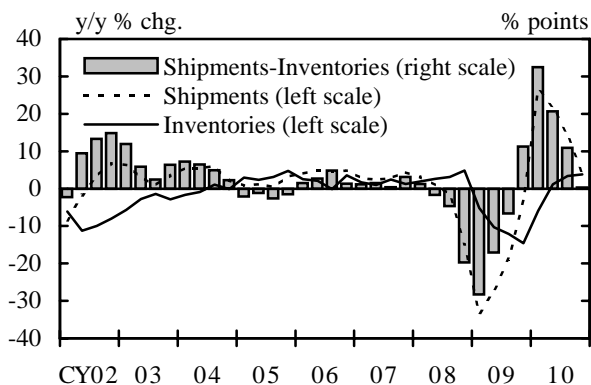 y/y % chg. % points
40
30
20
10
0
-10
-20
-30
-40
Shipments-Inventories (right scale)
Shipments (left scale)
Inventories (left scale)
CY02 03 04 05 06 07 08 09 10